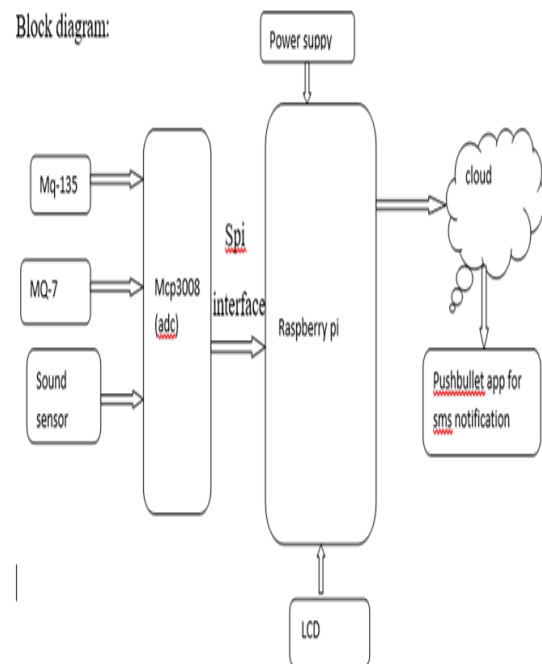 Block diagram:
Power suppy
Mq-135
MQ-7
Sound
sensor
Mcp3008
(adc)
Spi
interface
Raspberry pi
cloud
Pushbullet app for
sms notification
LCD